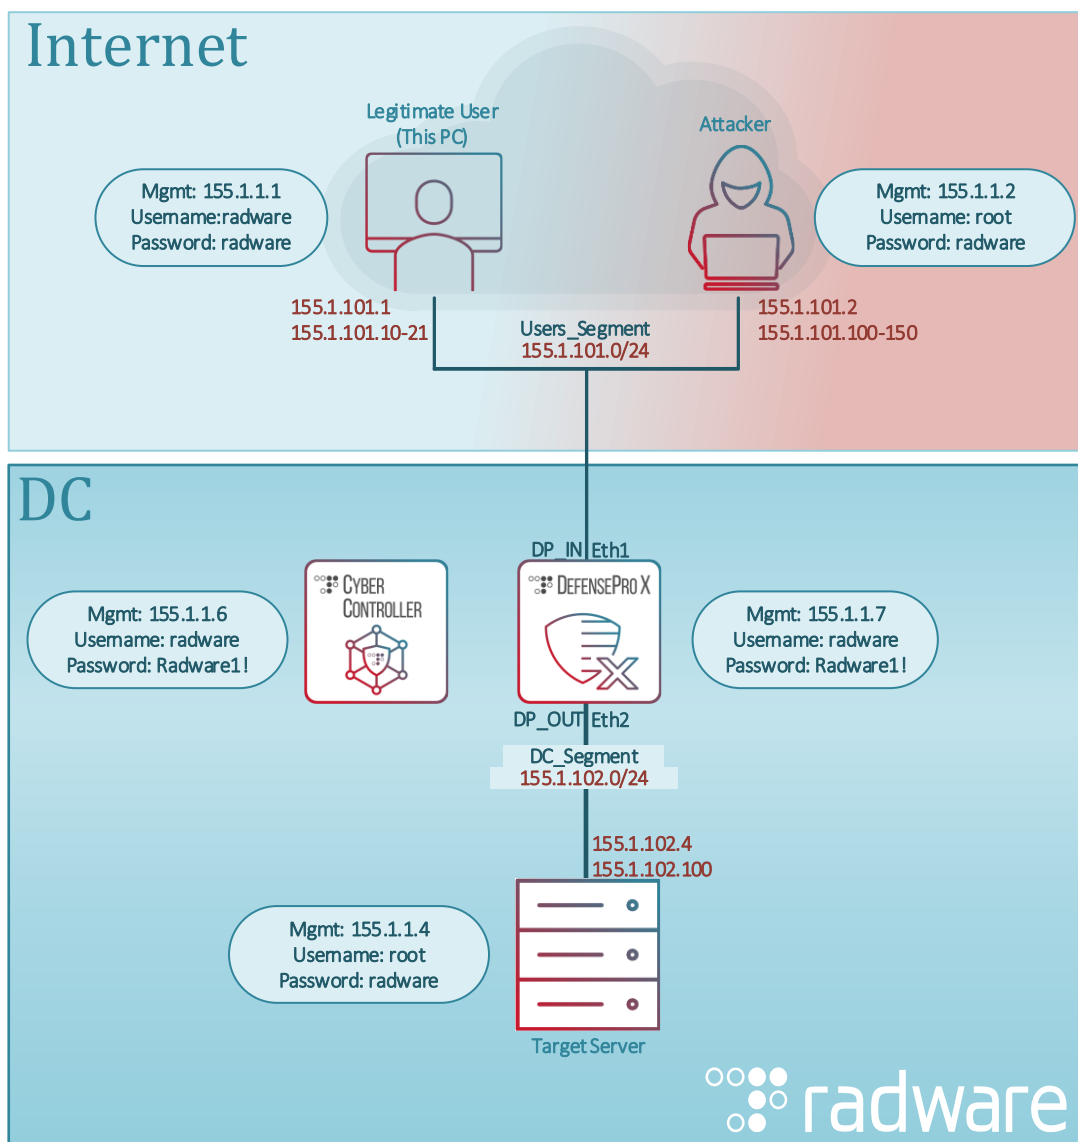 Internet
Legitimate User
(This PC)
Attacker
Mgmt: 155.1.1.1
Username:radware
Password: radware
Mgmt: 155.1.1.2
Username: root
Password: radware
155.1.101.1
155.1.101.10-21
Users_Segment
155.1.101.0/24
155.1.101.2
155.1.101.100-150
DC
DP_IN Eth1
CYBER
CONTROLLER
DEFENSEPRO X
Mgmt: 155.1.1.6
Username: radware
Password: Radware1!
Mgmt: 155.1.1.7
Username: radware
Password: Radware1!
DP_OUT Eth2
DC_Segment
155.1.102.0/24
155.1.102.4
155.1.102.100
Mgmt: 155.1.1.4
Username: root
Password: radware
Target Server
radware